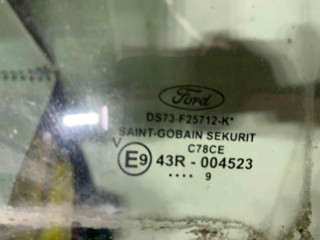 Ford
DS73-F25712-K*
SAINT-GOBAIN SEKURIT
C78CE
V
E9 43R - 004523
.... 9